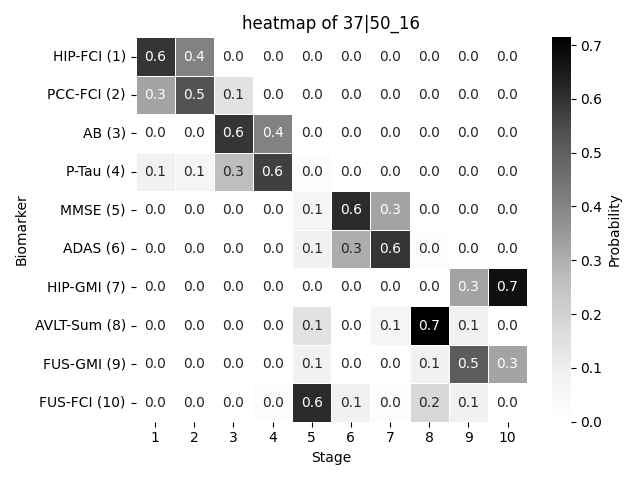 heatmap of 37|50_16
HIP-FCI (1) 0.6 0.4 0.0 0.0 0.0 0.0 0.0 0.0 0.0 0.0
PCC-FCI (2) 0.3 0.5 0.1 0.0 0.0 0.0 0.0 0.0 0.0 0.0
AB (3) 0.0 0.0 0.6 0.4 0.0 0.0 0.0 0.0 0.0 0.0
P-Tau (4) 0.1 0.1 0.3 0.6 0.0 0.0 0.0 0.0 0.0 0.0
MMSE (5) 0.0 0.0 0.0 0.0 0.1 0.6 0.3 0.0 0.0 0.0
ADAS (6) 0.0 0.0 0.0 0.0 0.1 0.3 0.6 0.0 0.0 0.0
HIP-GMI (7) 0.0 0.0 0.0 0.0 0.0 0.0 0.0 0.0 0.3 0.7
AVLT-Sum (8) 0.0 0.0 0.0 0.0 0.1 0.0 0.1 0.7 0.1 0.0
FUS-GMI (9) 0.0 0.0 0.0 0.0 0.1 0.0 0.0 0.1 0.5 0.3
FUS-FCI (10) 0.0 0.0 0.0 0.0 0.6 0.1 0.0 0.2 0.1 0.0
1 2 3 4 5 6 7 8 9 10
Stage
Biomarker
0.7
0.6
0.5
0.4
0.3
0.2
0.1
0.0
Probability